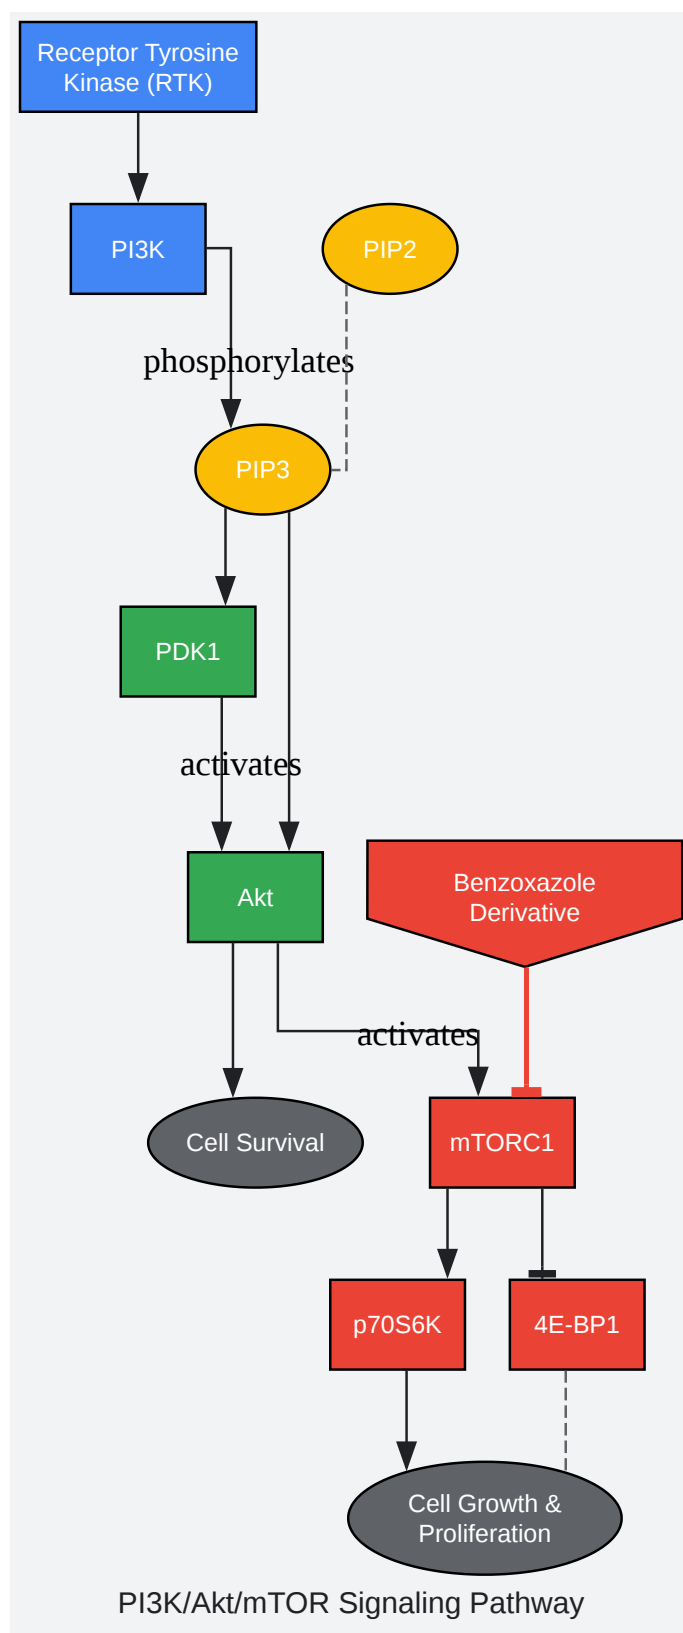 Receptor Tyrosine
Kinase (RTK)
PI3K
PIP2
phosphorylates
PIP3
PDK1
activates
Akt
Benzoxazole
Derivative
activates
Cell Survival
mTORC1
p70S6K
4E-BP1
Cell Growth &
Proliferation
PI3K/Akt/mTOR Signaling Pathway